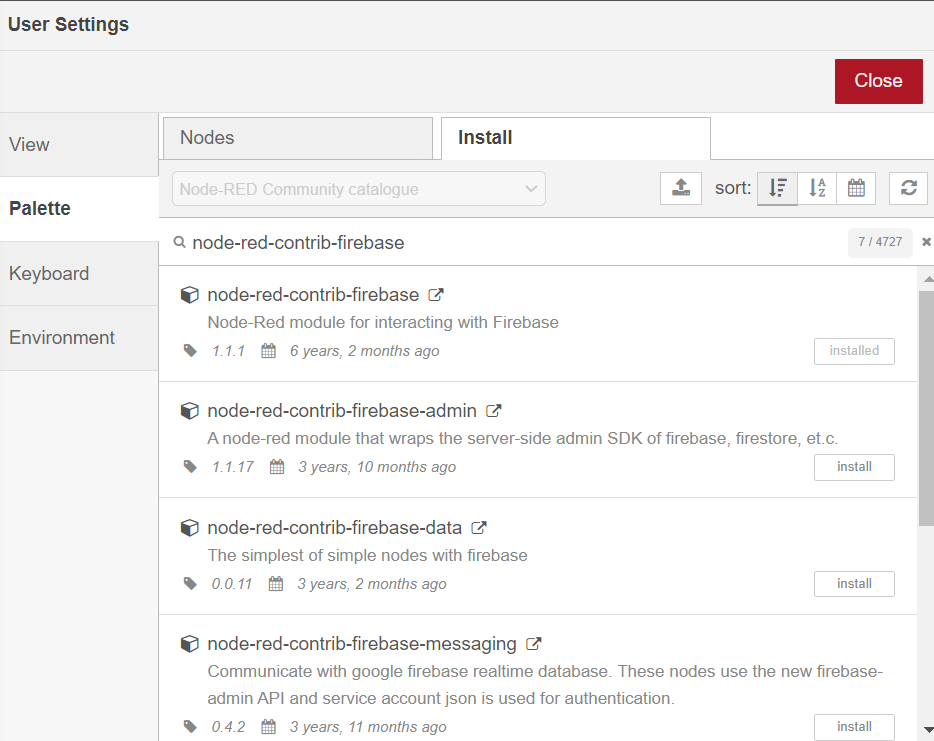 User Settings
Close
View
Palette
Keyboard
Environment
Nodes
Install
Node-RED Community catalogue
sort:
node-red-contrib-firebase
7 / 4727
node-red-contrib-firebase
Node-Red module for interacting with Firebase
1.1.1 6 years, 2 months ago
installed
node-red-contrib-firebase-admin
A node-red module that wraps the server-side admin SDK of firebase, firestore, et.c.
1.1.17 3 years, 10 months ago
install
node-red-contrib-firebase-data
The simplest of simple nodes with firebase
0.0.11 3 years, 2 months ago
install
node-red-contrib-firebase-messaging
Communicate with google firebase realtime database. These nodes use the new firebase-
admin API and service account json is used for authentication.
0.4.2 3 years, 11 months ago
install